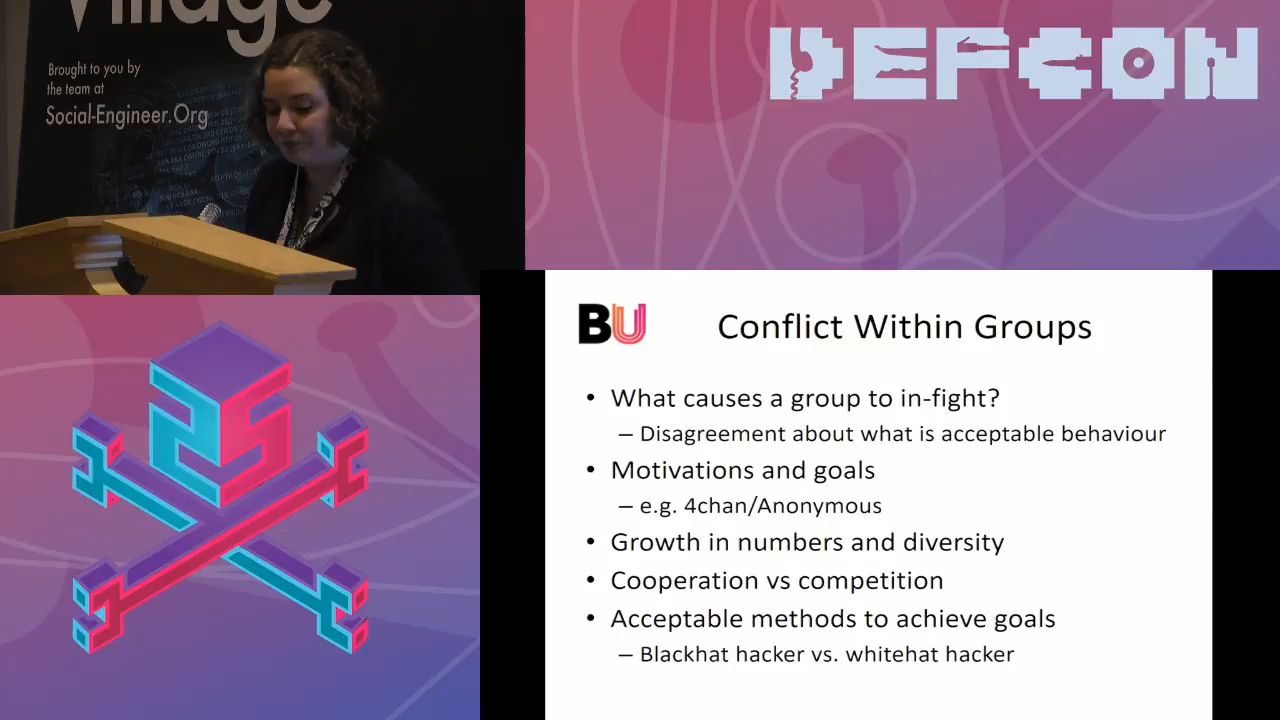 Village
Brought to you by
the team at
Social-Engineer.Org
DEFCON
BU
Conflict Within Groups
• What causes a group to in-fight?
– Disagreement about what is acceptable behaviour
• Motivations and goals
– e.g. 4chan/Anonymous
• Growth in numbers and diversity
• Cooperation vs competition
• Acceptable methods to achieve goals
– Blackhat hacker vs. whitehat hacker